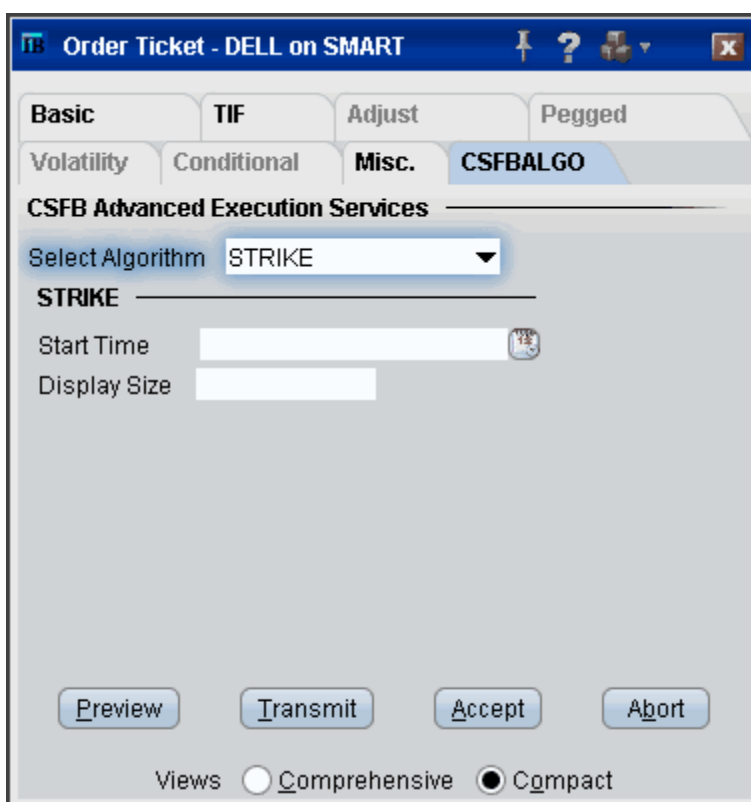 IB Order Ticket - DELL on SMART ? x
Basic TIF Adjust Pegged
Volatility Conditional Misc. CSFBALGO
CSFB Advanced Execution Services
Select Algorithm STRIKE
STRIKE
Start Time
Display Size
Preview Transmit Accept Abort
Views Comprehensive Compact